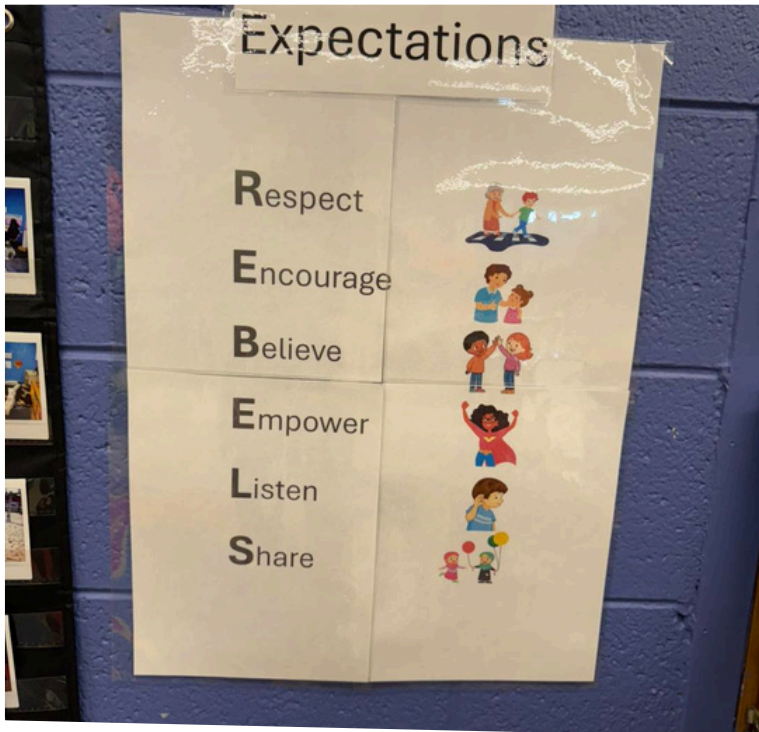 Expectations
Respect
Encourage
Believe
Empower
Listen
Share